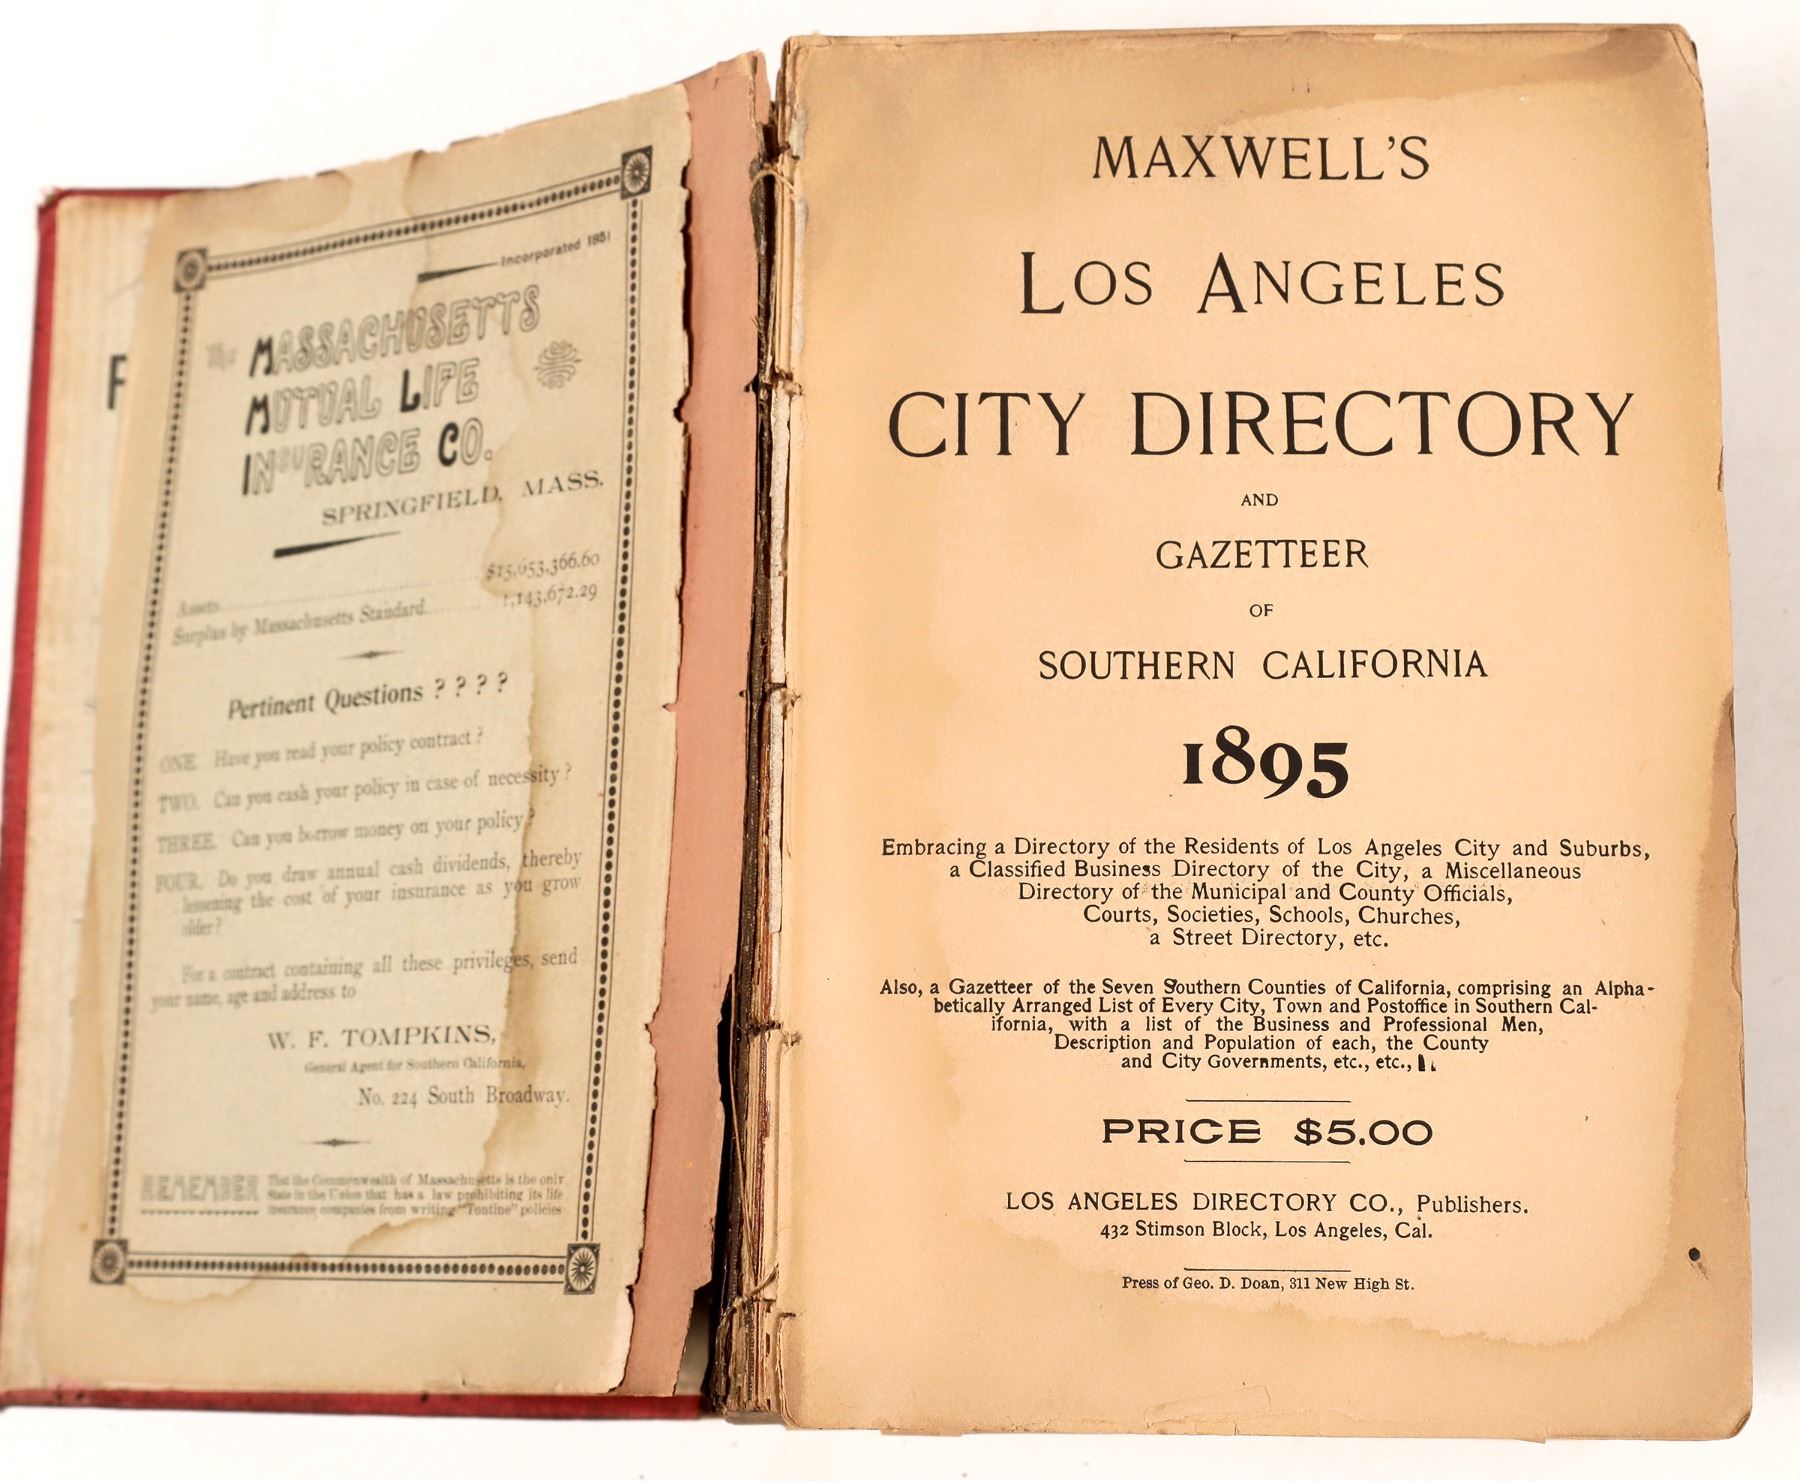 F
Incorporated 1851
The MASSACHUSETTS
MUTUAL LIFE
INSURANCE CO.
SPRINGFIELD, MASS.
Assets $15,653,366.60
Surplus by Massachusetts Standard 1,143,672.29
Pertinent Questions ? ? ? ?
ONE. Have you read your policy contract ?
TWO. Can you cash your policy in case of necessity ?
THREE. Can you borrow money on your policy ?
FOUR. Do you draw annual cash dividends, thereby
lessening the cost of your insurance as you grow
older ?
For a contract containing all these privileges, send
your name, age and address to
W. F. TOMPKINS,
General Agent for Southern California,
No. 224 South Broadway.
REMEMBER That the Commonwealth of Massachusetts is the only
State in the Union that has a law prohibiting its life
insurance companies from writing "Tontine" policies
MAXWELL'S
LOS ANGELES
CITY DIRECTORY
AND
GAZETTEER
OF
SOUTHERN CALIFORNIA
1895
Embracing a Directory of the Residents of Los Angeles City and Suburbs,
a Classified Business Directory of the City, a Miscellaneous
Directory of the Municipal and County Officials,
Courts, Societies, Schools, Churches,
a Street Directory, etc.
Also, a Gazetteer of the Seven Southern Counties of California, comprising an Alpha-
betically Arranged List of Every City, Town and Postoffice in Southern Cal-
ifornia, with a list of the Business and Professional Men,
Description and Population of each, the County
and City Governments, etc., etc.,
PRICE $5.00
LOS ANGELES DIRECTORY CO., Publishers.
432 Stimson Block, Los Angeles, Cal.
Press of Geo. D. Doan, 311 New High St.